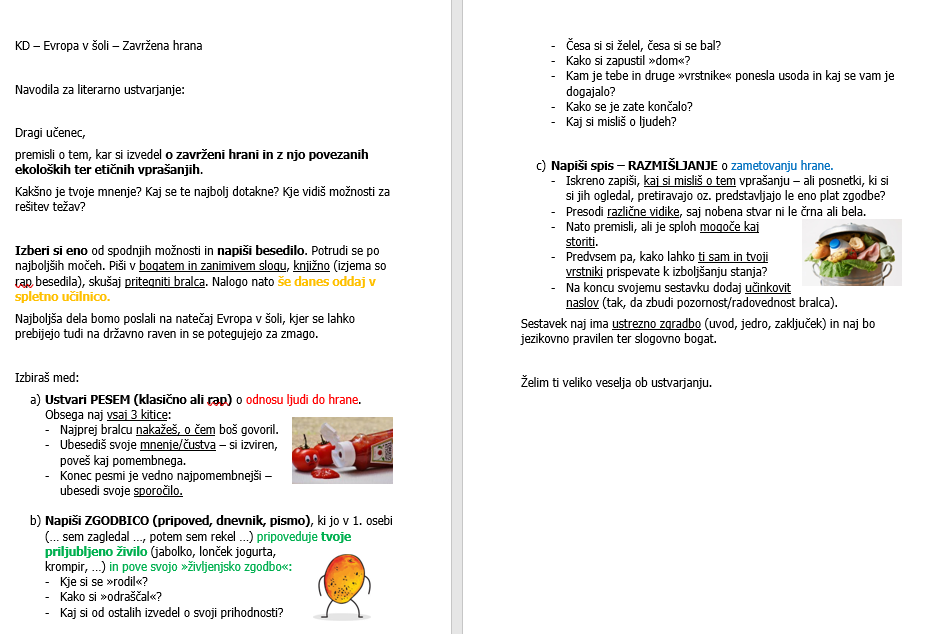 KD – Evropa v šoli – Zavržena hrana
Navodila za literarno ustvarjanje:
Dragi učenec,
premisli o tem, kar si izvedel o zavrženi hrani in z njo povezanih
ekoloških ter etičnih vprašanjih.
Kakšno je tvoje mnenje? Kaj se te najbolj dotakne? Kje vidiš možnosti za
rešitev težav?
Izberi si eno od spodnjih možnosti in napiši besedilo. Potrudi se po
najboljših močeh. Piši v bogatem in zanimivem slogu, knjižno (izjema so
rap besedila), skušaj pritegniti bralca. Nalogo nato še danes oddaj v
spletno učilnico.
Najboljša dela bomo poslali na natečaj Evropa v šoli, kjer se lahko
prebijejo tudi na državno raven in se potegujejo za zmago.
Izbiraš med:
a) Ustvari PESEM (klasično ali rap) o odnosu ljudi do hrane.
Obsega naj vsaj 3 kitice:
- Najprej bralcu nakažeš, o čem boš govoril.
- Ubesediš svoje mnenje/čustva – si izviren,
poveš kaj pomembnega.
- Konec pesmi je vedno najpomembnejši –
ubesedi svoje sporočilo.
b) Napiši ZGODBICO (pripoved, dnevnik, pismo), ki jo v 1. osebi
(… sem zagledal …, potem sem rekel …) pripoveduje tvoje
priljubljeno živilo (jabolko, lonček jogurta,
krompir, …) in pove svojo »življenjsko zgodbo«:
- Kje si se »rodil«?
- Kako si »odraščal«?
- Kaj si od ostalih izvedel o svoji prihodnosti?
- Česa si si želel, česa si se bal?
- Kako si zapustil »dom«?
- Kam je tebe in druge »vrstnike« ponesla usoda in kaj se vam je
dogajalo?
- Kako se je zate končalo?
- Kaj si misliš o ljudeh?
c) Napiši spis – RAZMIŠLJANJE o zametovanju hrane.
- Iskreno zapiši, kaj si misliš o tem vprašanju – ali posnetki, ki si
si jih ogledal, pretiravajo oz. predstavljajo le eno plat zgodbe?
- Presodi različne vidike, saj nobena stvar ni le črna ali bela.
- Nato premisli, ali je sploh mogoče kaj
storiti.
- Predvsem pa, kako lahko ti sam in tvoji
vrstniki prispevate k izboljšanju stanja?
- Na koncu svojemu sestavku dodaj učinkovit
naslov (tak, da zbudi pozornost/radovednost bralca).
Sestavek naj ima ustrezno zgradbo (uvod, jedro, zaključek) in naj bo
jezikovno pravilen ter slogovno bogat.
Želim ti veliko veselja ob ustvarjanju.